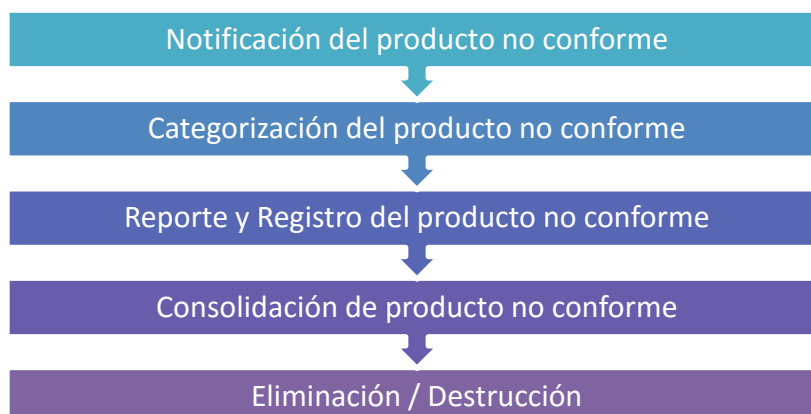 Notificación del producto no conforme
Categorización del producto no conforme
Reporte y Registro del producto no conforme
Consolidación de producto no conforme
Eliminación / Destrucción